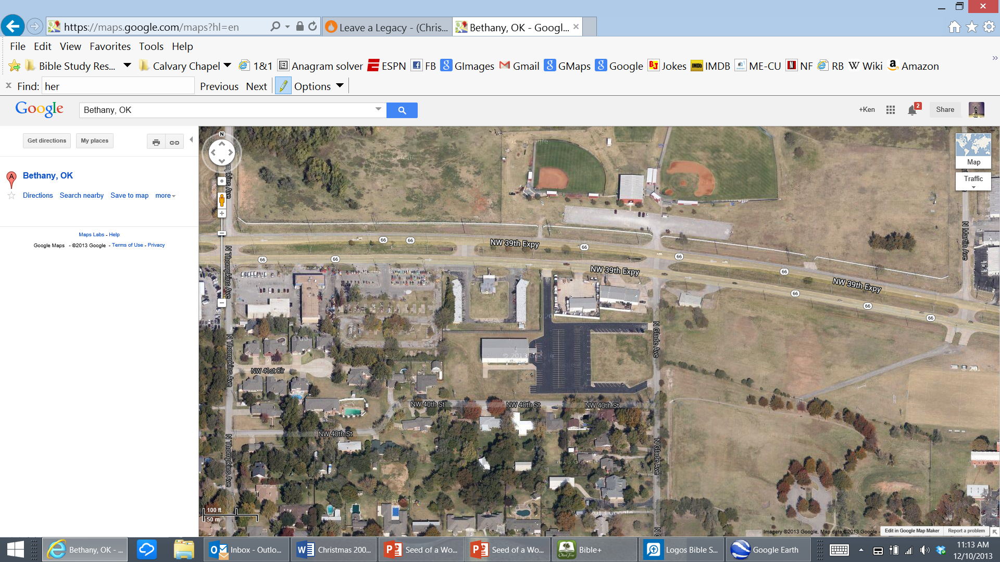 https://maps.google.com/maps?hl=en
Leave a Legacy - (Chris...
Bethany, OK - Googl...
File Edit View Favorites Tools Help
Bible Study Res... Calvary Chapel 1&1 Anagram solver ESPN FB GImages Gmail GMaps Google Jokes IMDB ME-CU NF RB Wiki Amazon
Find: her Previous Next Options
Google
Bethany, OK
+Ken
2
Share
Get directions My places
A
Bethany, OK
Directions Search nearby Save to map more
Maps Labs - Help
Google Maps - ©2013 Google - Terms of Use - Privacy
N
Map
Traffic
66
66
NW 39th Expy
66
66
66
66
NW 39th Expy
66
NW 39th Expy
66
66
66
N Thompkins Ave
N Thompkins Ave
N Thompkins Ave
N Martin Ave
N Glade Ave
N Glade Ave
NW 41st Cir
NW 40th St
NW 40th St
NW 40th St
NW 40th St
100 ft
50 m
Imagery ©2013 Google, Map data ©2013 Google -
Edit in Google Map Maker
Report a problem
Bethany, OK - ...
Inbox - Outlo...
Christmas 200...
Seed of a Wo...
Seed of a Wo...
Bible+
Logos Bible S...
Google Earth
11:13 AM
12/10/2013